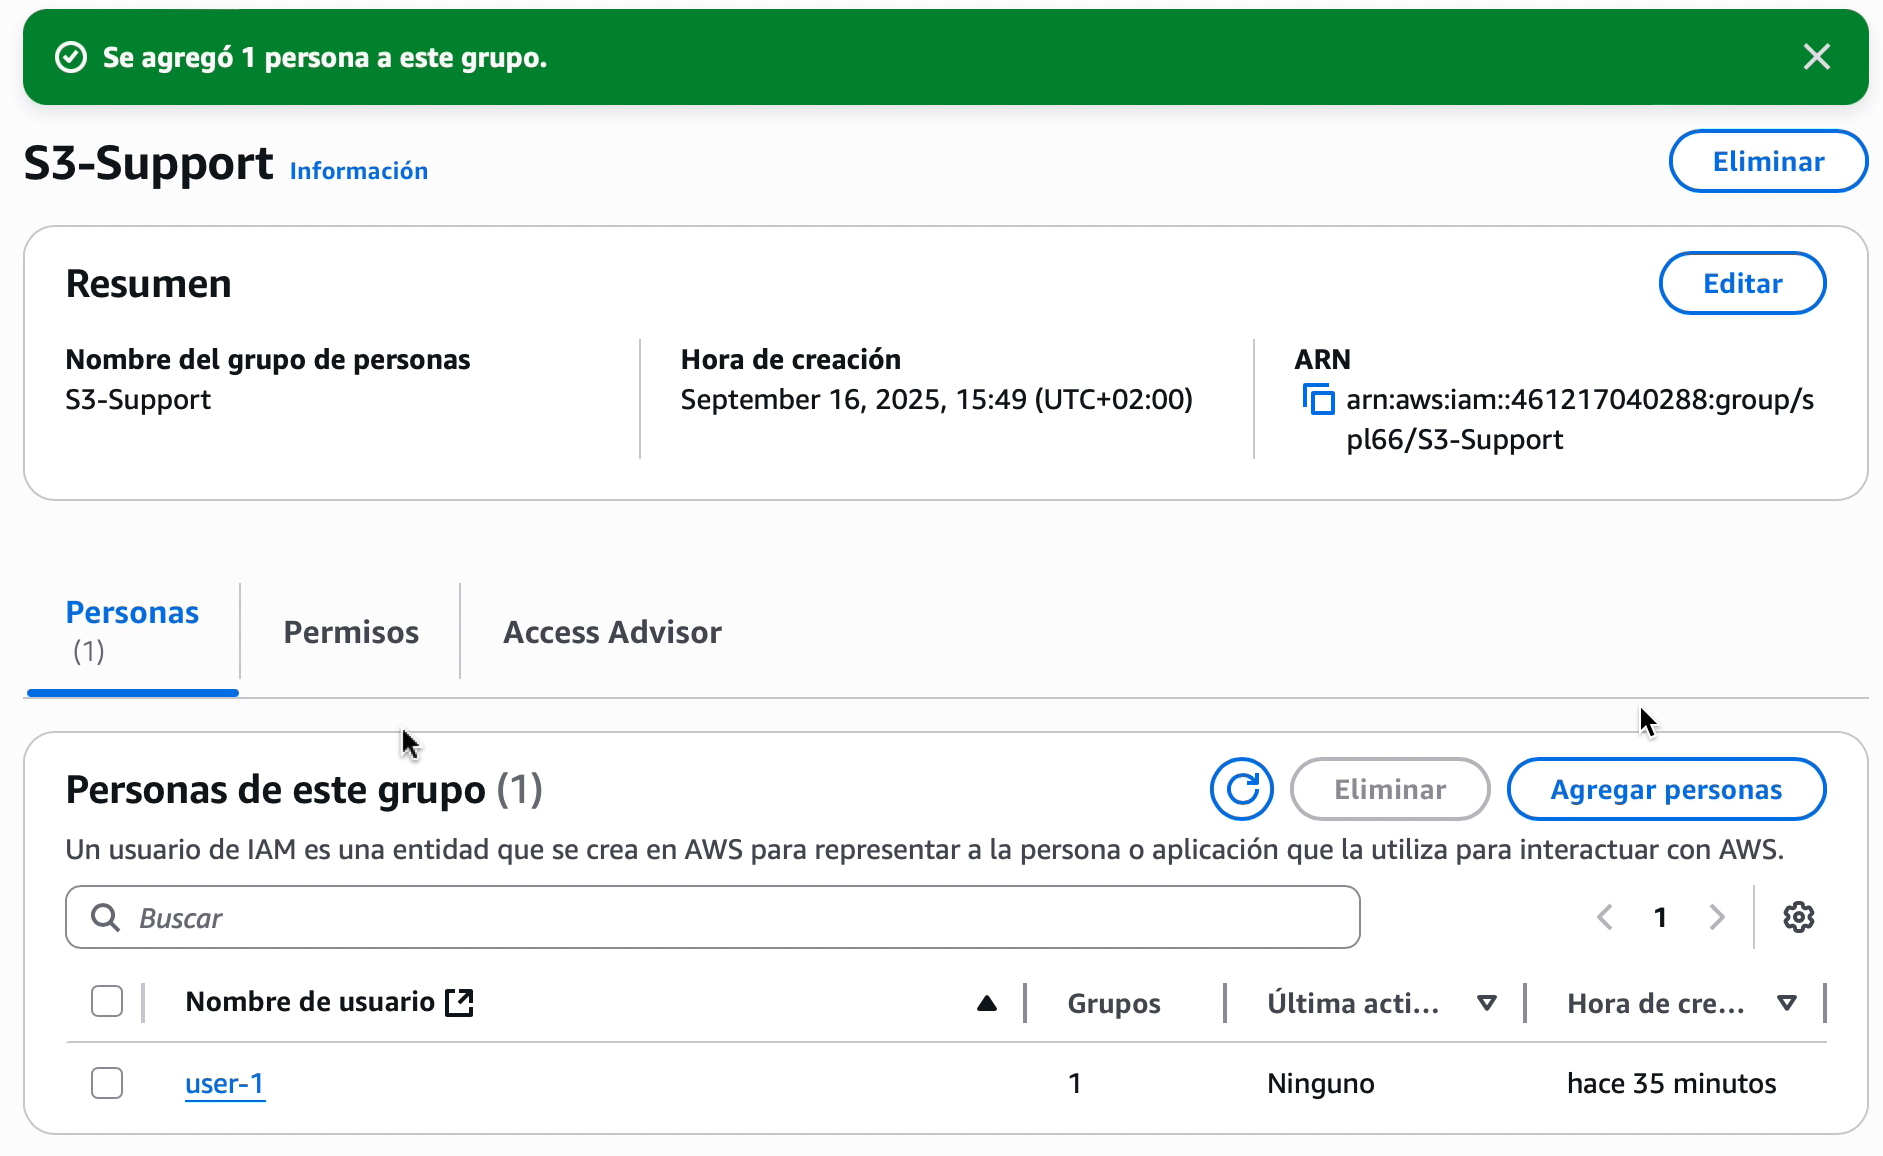 Se agregó 1 persona a este grupo.
S3-Support Información
Eliminar
Resumen
Editar
Nombre del grupo de personas
S3-Support
Hora de creación
September 16, 2025, 15:49 (UTC+02:00)
ARN
arn:aws:iam::461217040288:group/s
pl66/S3-Support
Personas
(1)
Permisos
Access Advisor
Personas de este grupo (1)
Eliminar
Agregar personas
Un usuario de IAM es una entidad que se crea en AWS para representar a la persona o aplicación que la utiliza para interactuar con AWS.
Buscar
1
Nombre de usuario
Grupos
Última acti...
Hora de cre...
user-1
1
Ninguno
hace 35 minutos